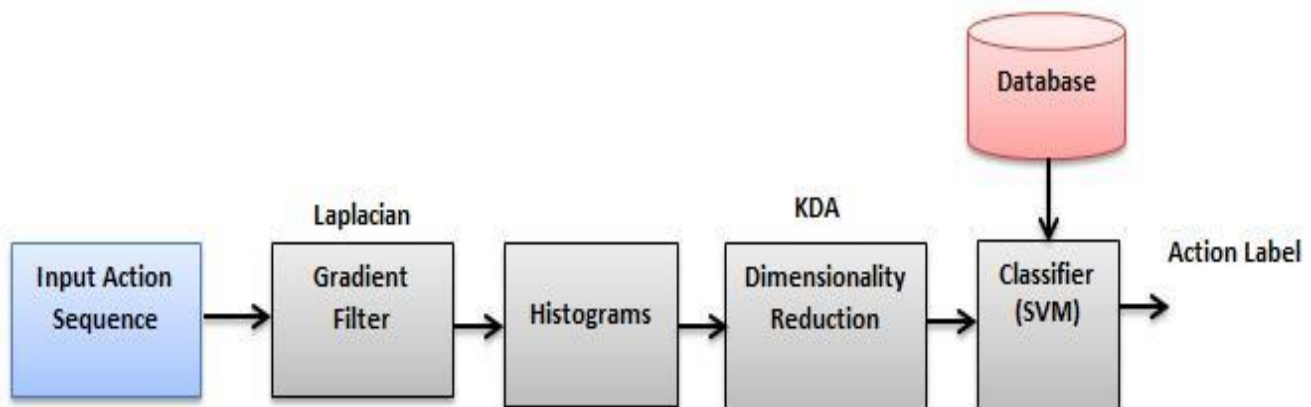 Database
Laplacian
KDA
Input Action
Sequence
Gradient
Filter
Histograms
Dimensionality
Reduction
Classifier
(SVM)
Action Label